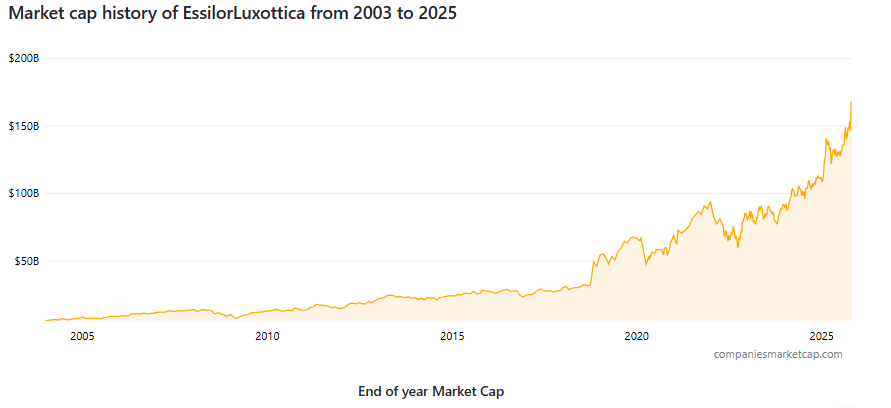 Market cap history of EssilorLuxottica from 2003 to 2025
$200B
$150B
$100B
$50B
2005 2010 2015 2020 2025
companiesmarketcap.com
End of year Market Cap